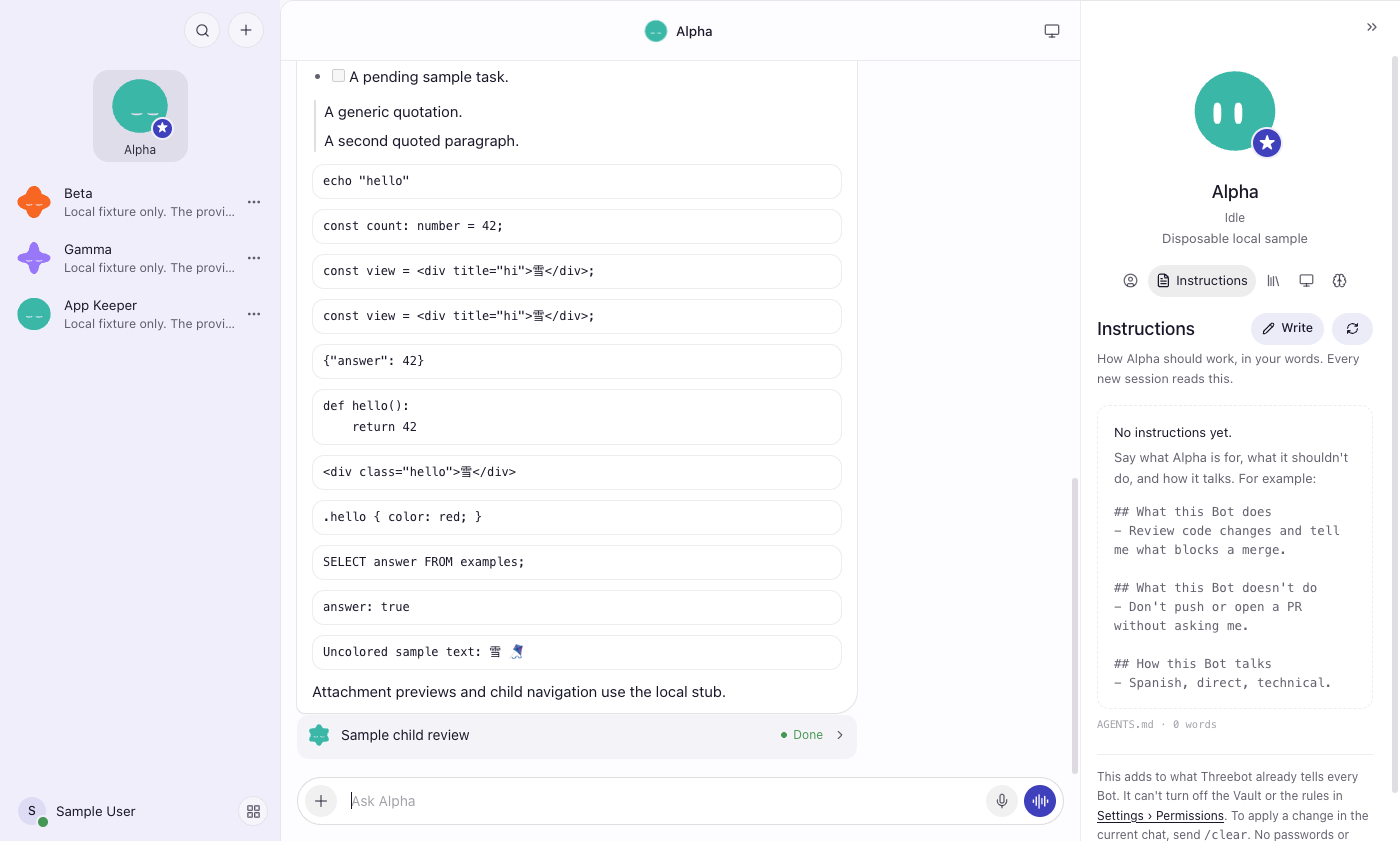 Alpha
Beta
Local fixture only. The provi...
Gamma
Local fixture only. The provi...
App Keeper
Local fixture only. The provi...
S
Sample User
Alpha
A pending sample task.
A generic quotation.
A second quoted paragraph.
echo "hello"
const count: number = 42;
const view = <div title="hi">雪</div>;
const view = <div title="hi">雪</div>;
{"answer": 42}
def hello():
    return 42
<div class="hello">雪</div>
.hello { color: red; }
SELECT answer FROM examples;
answer: true
Uncolored sample text: 雪 🪁
Attachment previews and child navigation use the local stub.
Sample child review
Done
Ask Alpha
Alpha
Idle
Disposable local sample
Instructions
Instructions
Write
How Alpha should work, in your words. Every
new session reads this.
No instructions yet.
Say what Alpha is for, what it shouldn't
do, and how it talks. For example:
## What this Bot does
– Review code changes and tell
me what blocks a merge.
## What this Bot doesn't do
– Don't push or open a PR
without asking me.
## How this Bot talks
– Spanish, direct, technical.
AGENTS.md · 0 words
This adds to what Threebot already tells every
Bot. It can't turn off the Vault or the rules in
Settings › Permissions. To apply a change in the
current chat, send /clear. No passwords or